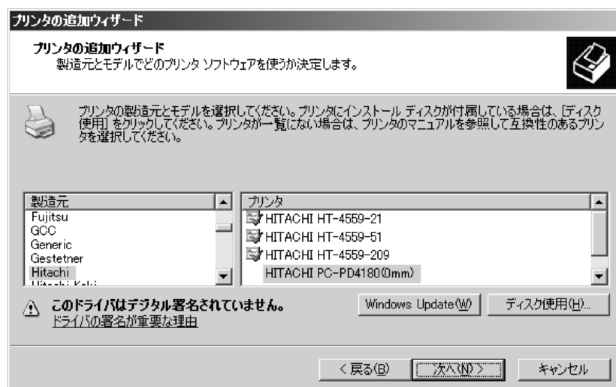 プリンタの追加ウィザード
プリンタの追加ウィザード
製造元とモデルでどのプリンタ ソフトウェアを使うか決定します。
プリンタの製造元とモデルを選択してください。プリンタにインストール ディスクが付属している場合は、[ディスク
使用] をクリックしてください。プリンタが一覧にない場合は、プリンタのマニュアルを参照して互換性のあるプリン
タを選択してください。
製造元
Fujitsu
GCC
Generic
Gestetner
Hitachi
Hitachi Koki
プリンタ
HITACHI HT-4559-21
HITACHI HT-4559-51
HITACHI HT-4559-209
HITACHI PC-PD4180(0mm)
このドライバはデジタル署名されていません。
ドライバの署名が重要な理由
Windows Update(W)
ディスク使用(H)...
< 戻る(B)
次へ(N) >
キャンセル